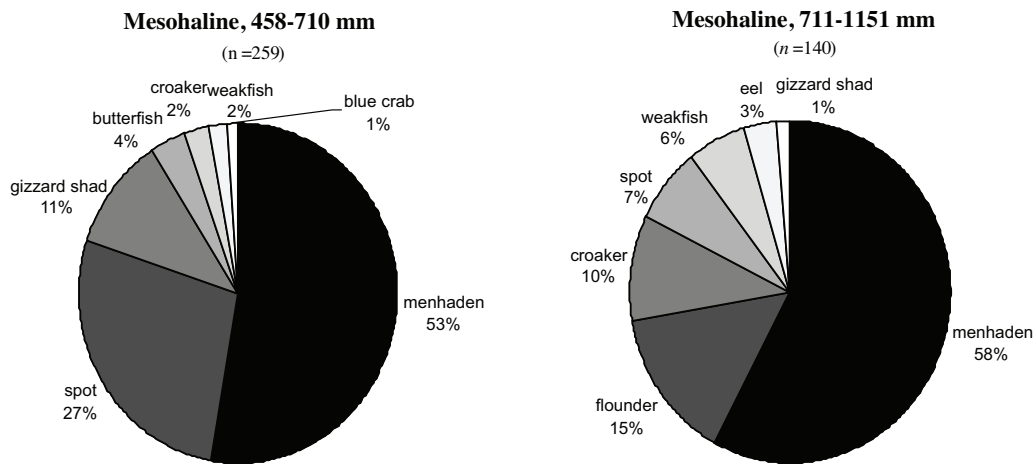 Mesohaline, 458-710 mm
(n =259)
croaker
2%
weakfish
2%
blue crab
1%
butterfish
4%
gizzard shad
11%
menhaden
53%
spot
27%
Mesohaline, 711-1151 mm
(n =140)
eel
3%
gizzard shad
1%
weakfish
6%
spot
7%
croaker
10%
menhaden
58%
flounder
15%